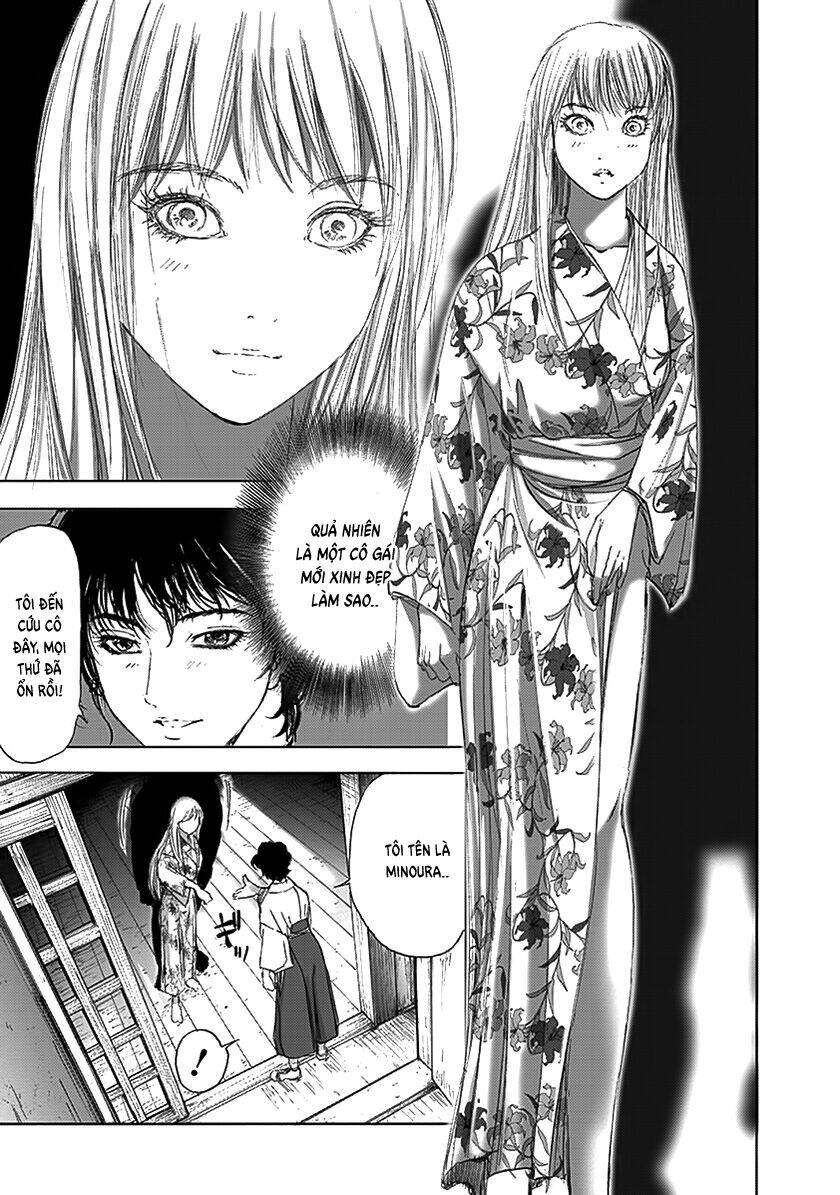 QUẢ NHIÊN
LÀ MỘT CÔ GÁI
MỚI XINH ĐẸP
LÀM SAO..
TÔI ĐẾN
CỨU CÔ
ĐÂY, MỌI
THỨ ĐÃ
ỔN RỒI!
TÔI TÊN LÀ
MINOURA..
!